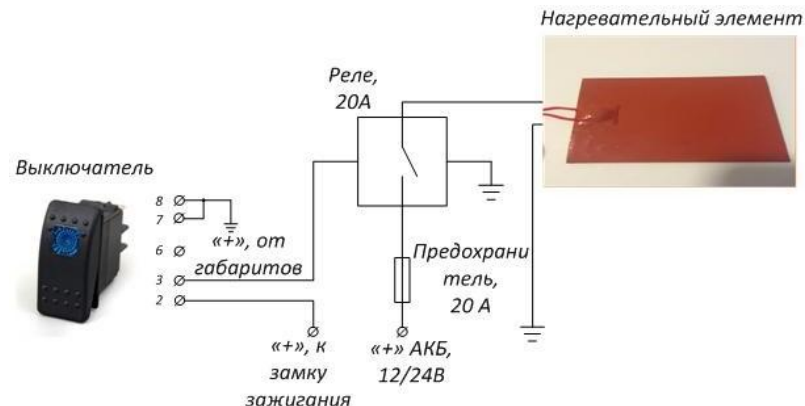 Нагревательный элемент
Реле,
20А
Выключатель
8
7
6
«+», от
габаритов
3
2
Предохрани
тель,
20 А
«+», к
замку
зажигания
«+» АКБ,
12/24В